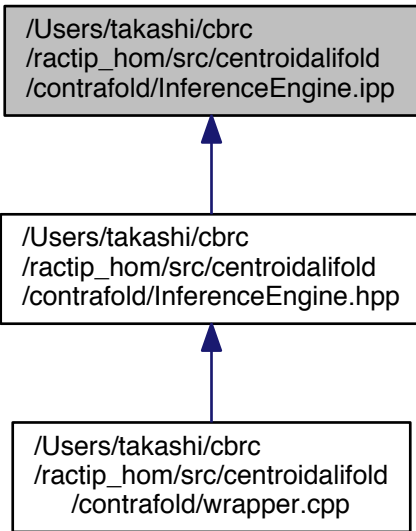 /Users/takashi/cbrc
/ractip_hom/src/centroidalifold
/contrafold/InferenceEngine.ipp
/Users/takashi/cbrc
/ractip_hom/src/centroidalifold
/contrafold/InferenceEngine.hpp
/Users/takashi/cbrc
/ractip_hom/src/centroidalifold
/contrafold/wrapper.cpp